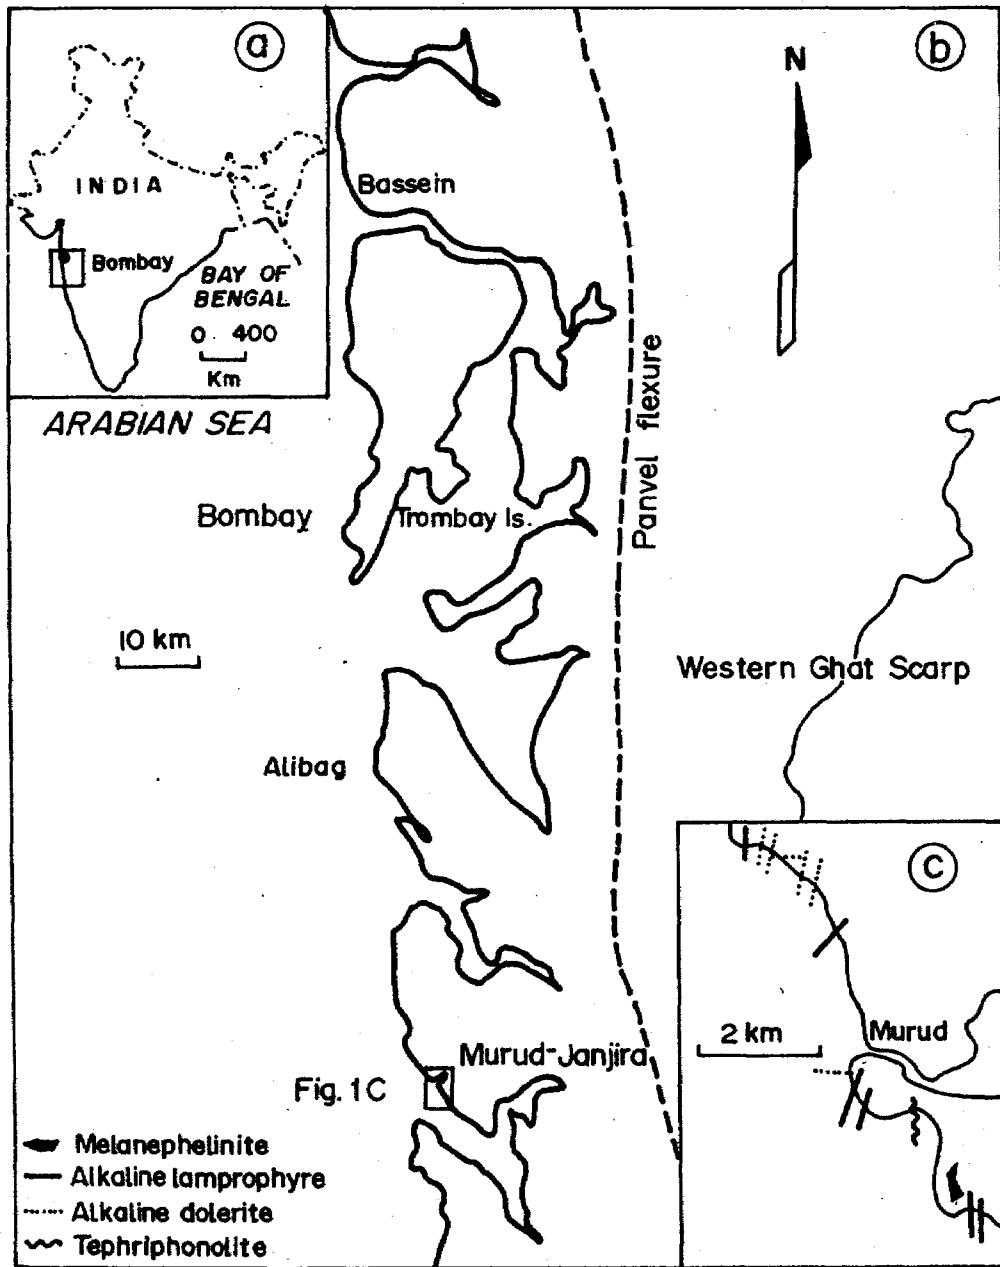 a
INDIA
Bombay
BAY OF
BENGAL
0 400
Km
ARABIAN SEA
b
N
Bassein
Panvel flexure
Bombay
Trombay Is.
10 km
Western Ghat Scarp
Alibag
Murud-Janjira
Fig. 1C
Melanephelinite
Alkaline lamprophyre
Alkaline dolerite
Tephriphonolite
c
2 km
Murud